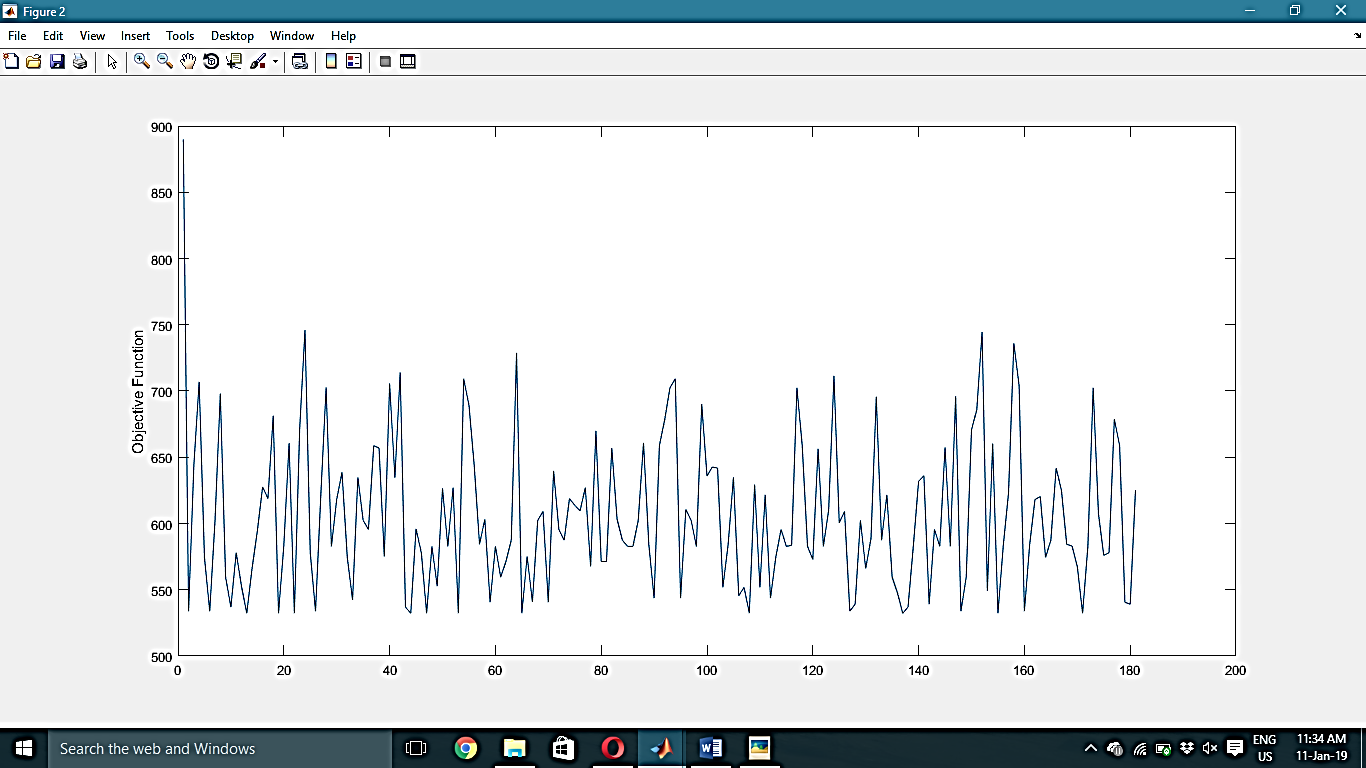 Figure 2
File Edit View Insert Tools Desktop Window Help
900
850
800
750
700
650
600
550
500
Objective Function
0 20 40 60 80 100 120 140 160 180 200
Search the web and Windows
ENG
US
11:34 AM
11-Jan-19